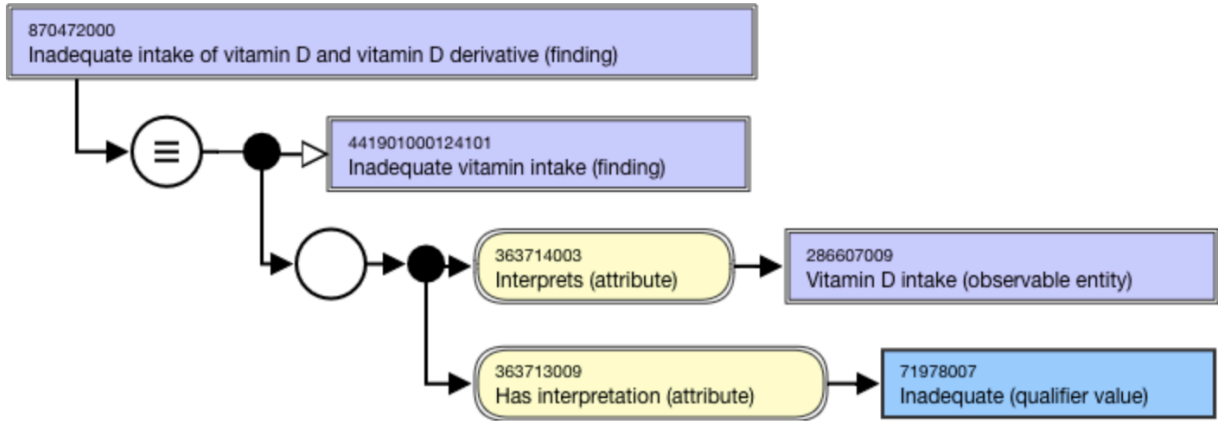 870472000
Inadequate intake of vitamin D and vitamin D derivative (finding)
441901000124101
Inadequate vitamin intake (finding)
363714003
Interprets (attribute)
286607009
Vitamin D intake (observable entity)
363713009
Has interpretation (attribute)
71978007
Inadequate (qualifier value)